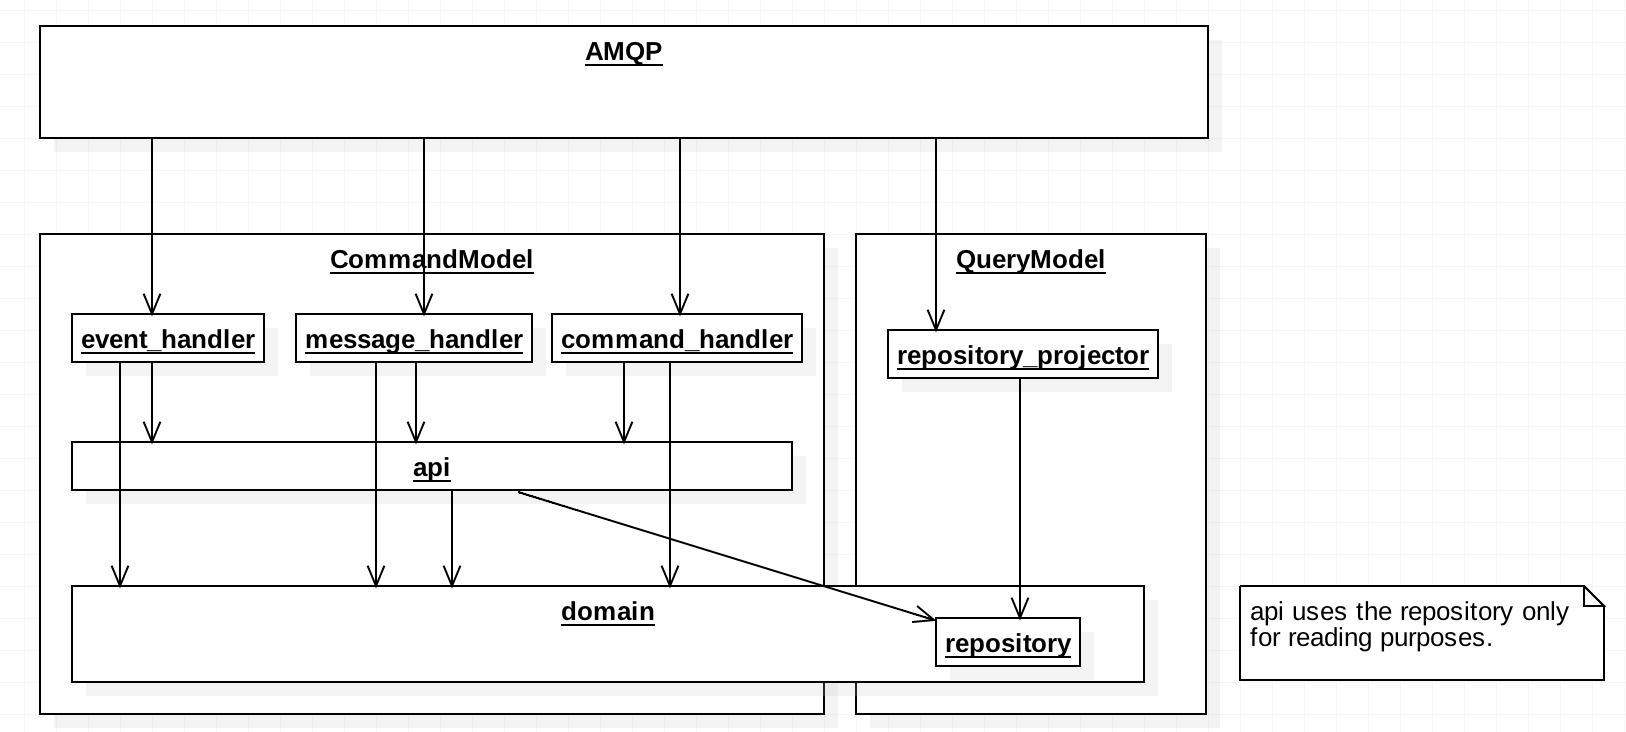 AMQP
CommandModel
QueryModel
event_handler
message_handler
command_handler
repository_projector
api
domain
repository
api uses the repository only
for reading purposes.